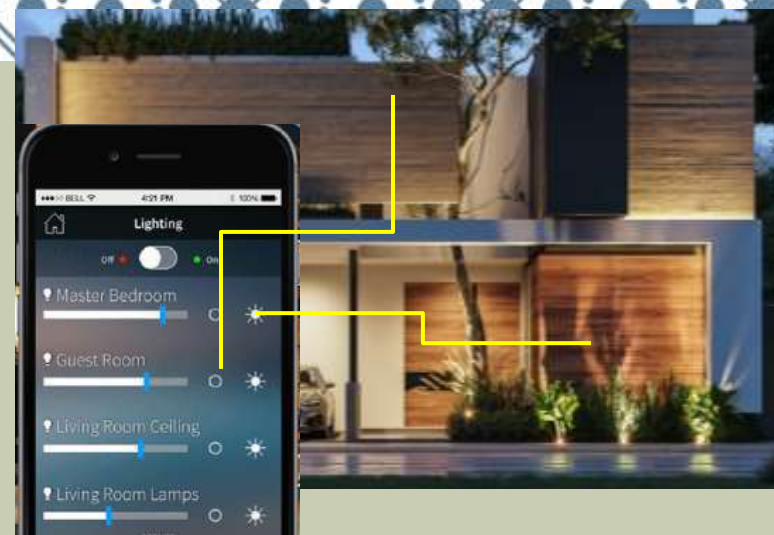 BELL 4:21 PM 100%
Lighting
Off On
Master Bedroom
Guest Room
Living Room Ceiling
Living Room Lamps